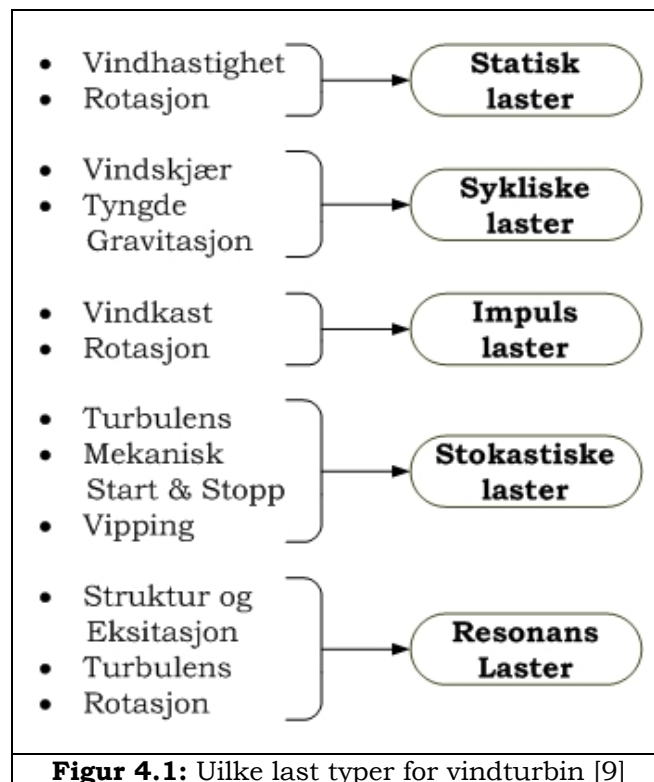 • Vindhastighet
• Rotasjon
Statisk
laster
• Vindskjær
• Tyngde
Gravitasjon
Sykliske
laster
• Vindkast
• Rotasjon
Impuls
laster
• Turbulens
• Mekanisk
Start & Stopp
• Vipping
Stokastiske
laster
• Struktur og
Eksitasjon
• Turbulens
• Rotasjon
Resonans
Laster
Figur 4.1: Uilke last typer for vindturbin [9]